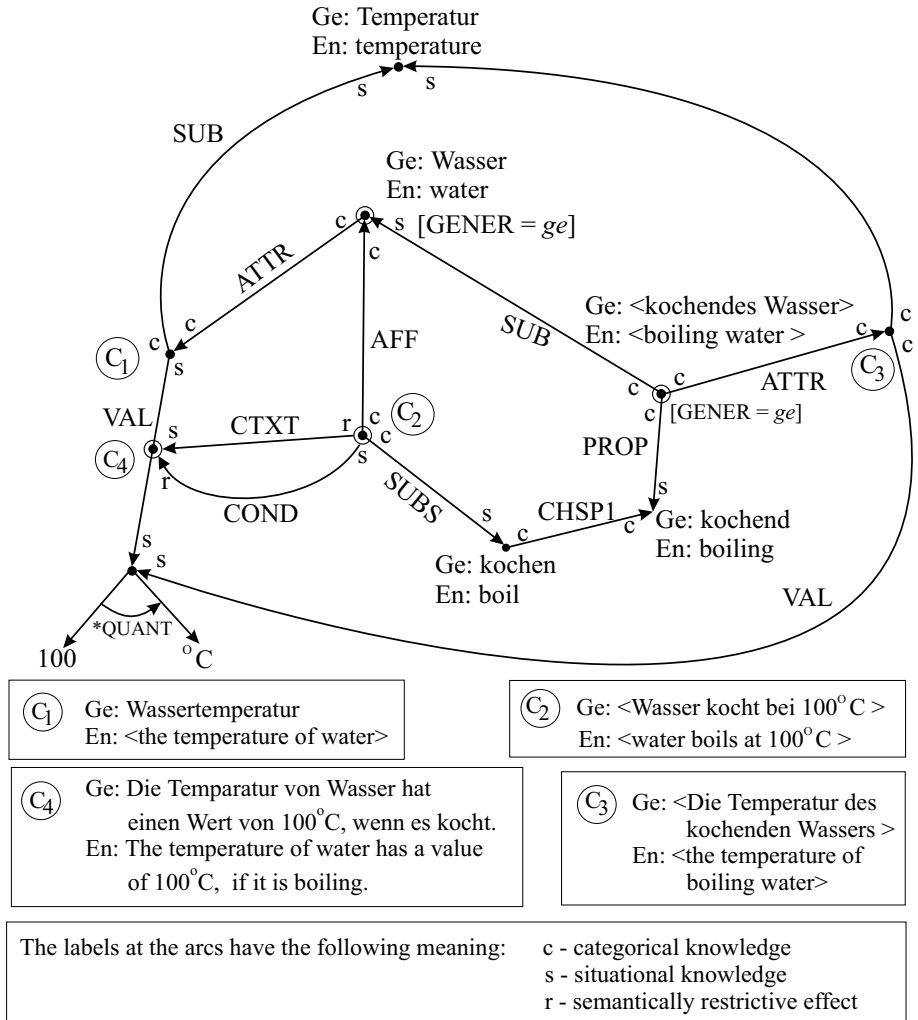 Ge: Temperatur
En: temperature
s
s
SUB
Ge: Wasser
En: water
c
s
[GENER = ge]
c
ATTR
Ge: <kochendes Wasser>
En: <boiling water >
c
c
SUB
AFF
c
c
C1
s
c
c
c
ATTR
C3
c
c
[GENER = ge]
VAL
s
CTXT
r
c
c
C2
PROP
C4
s
r
SUBS
COND
s
s
c
CHSP1
c
Ge: kochend
En: boiling
s
s
Ge: kochen
En: boil
VAL
*QUANT
100
°C
C1
Ge: Wassertemperatur
En: <the temperature of water>
C2
Ge: <Wasser kocht bei 100°C >
En: <water boils at 100°C >
C4
Ge: Die Temparatur von Wasser hat
einen Wert von 100°C, wenn es kocht.
En: The temperature of water has a value
of 100°C, if it is boiling.
C3
Ge: <Die Temperatur des
kochenden Wassers >
En: <the temperature of
boiling water>
The labels at the arcs have the following meaning:
c - categorical knowledge
s - situational knowledge
r - semantically restrictive effect